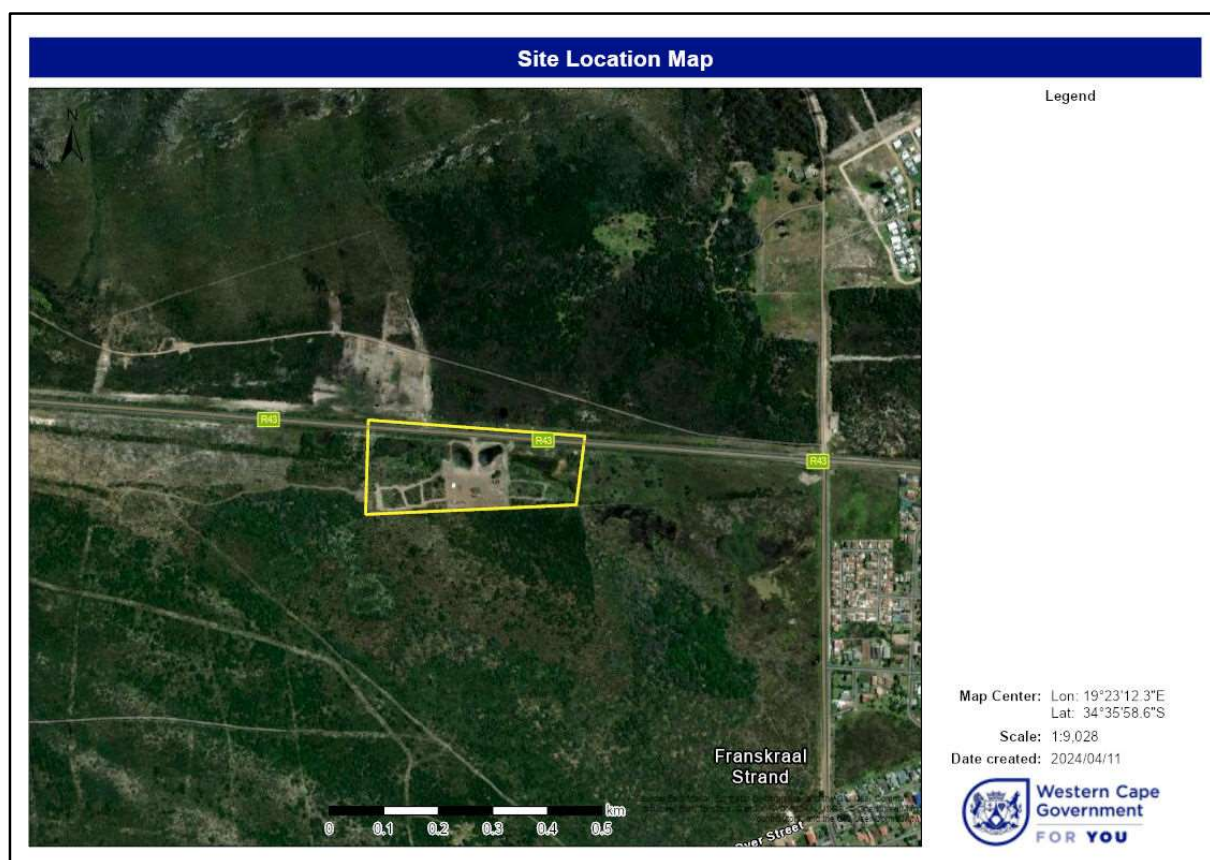 Site Location Map
N
Legend
R43
R43
R43
Map Center: Lon: 19°23'12.3"E
Lat: 34°35'58.6"S
Scale: 1:9,028
Date created: 2024/04/11
Franskraal
Strand
km
0 0.1 0.2 0.3 0.4 0.5
Street
Western Cape
Government
FOR YOU